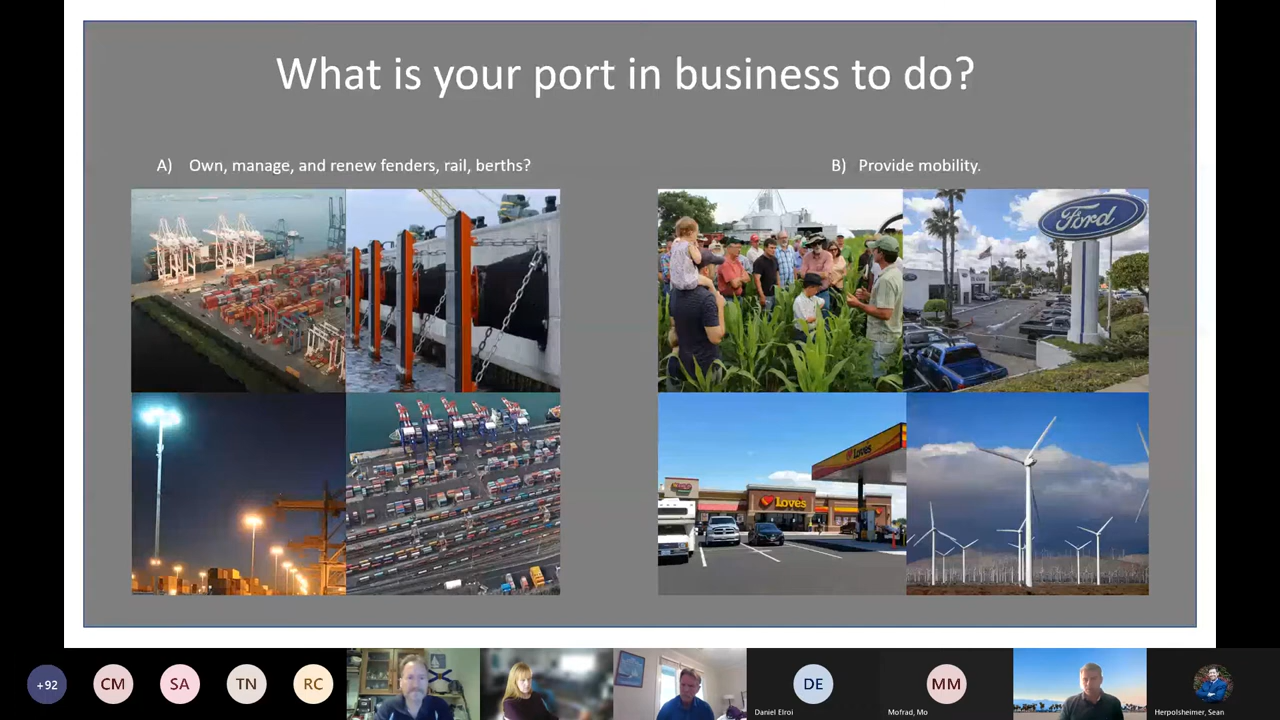 What is your port in business to do?
A) Own, manage, and renew fenders, rail, berths?
B) Provide mobility.
Ford
Love's
Loves
+92
CM
SA
TN
RC
DE
MM
Daniel Elroi
Mofrad, Mo
Herpolsheimer, Sean